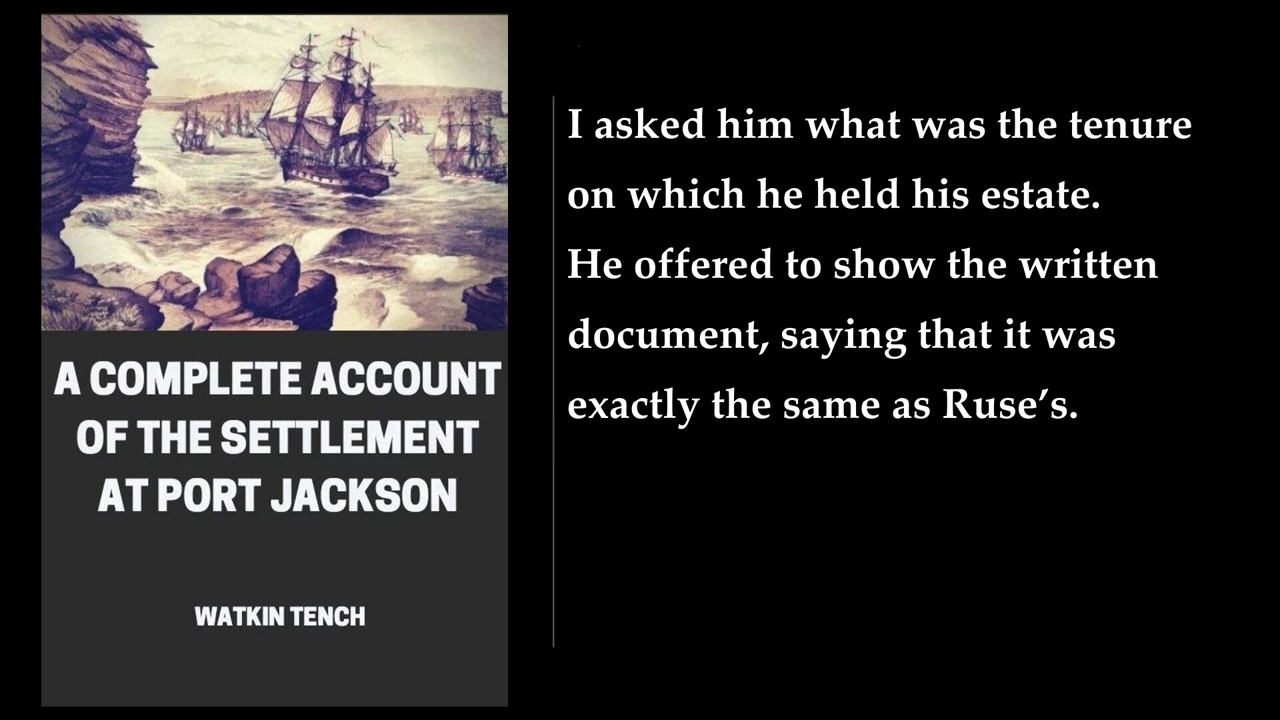 A COMPLETE ACCOUNT
OF THE SETTLEMENT
AT PORT JACKSON
WATKIN TENCH
I asked him what was the tenure
on which he held his estate.
He offered to show the written
document, saying that it was
exactly the same as Ruse’s.